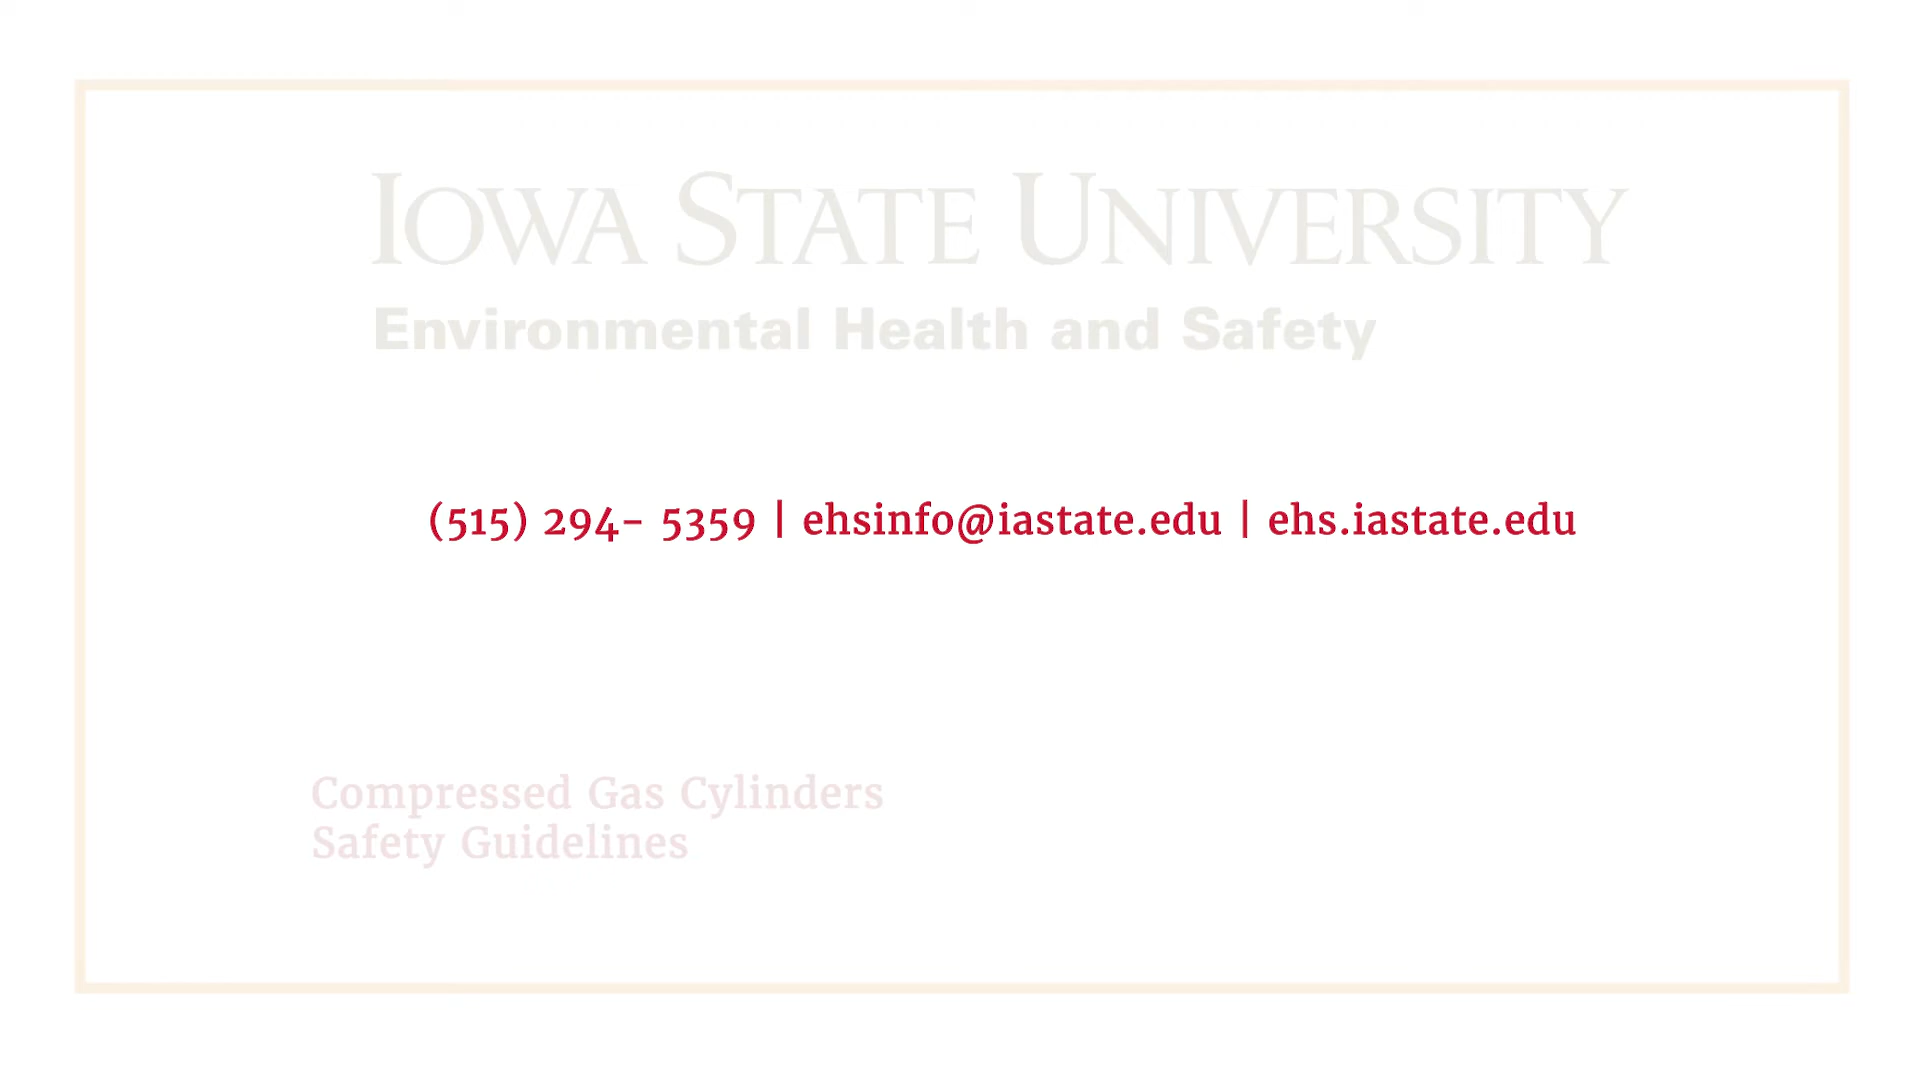 IOWA STATE UNIVERSITY
Environmental Health and Safety
(515) 294- 5359 | ehsinfo@iastate.edu | ehs.iastate.edu
Compressed Gas Cylinders
Safety Guidelines